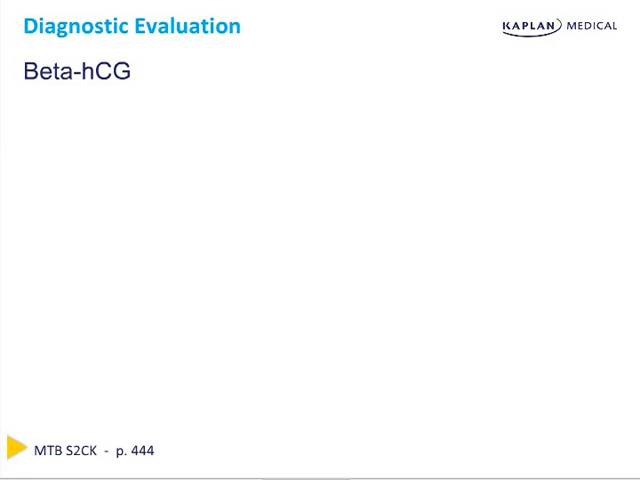 Diagnostic Evaluation
KAPLAN MEDICAL
Beta-hCG
MTB S2CK - p. 444